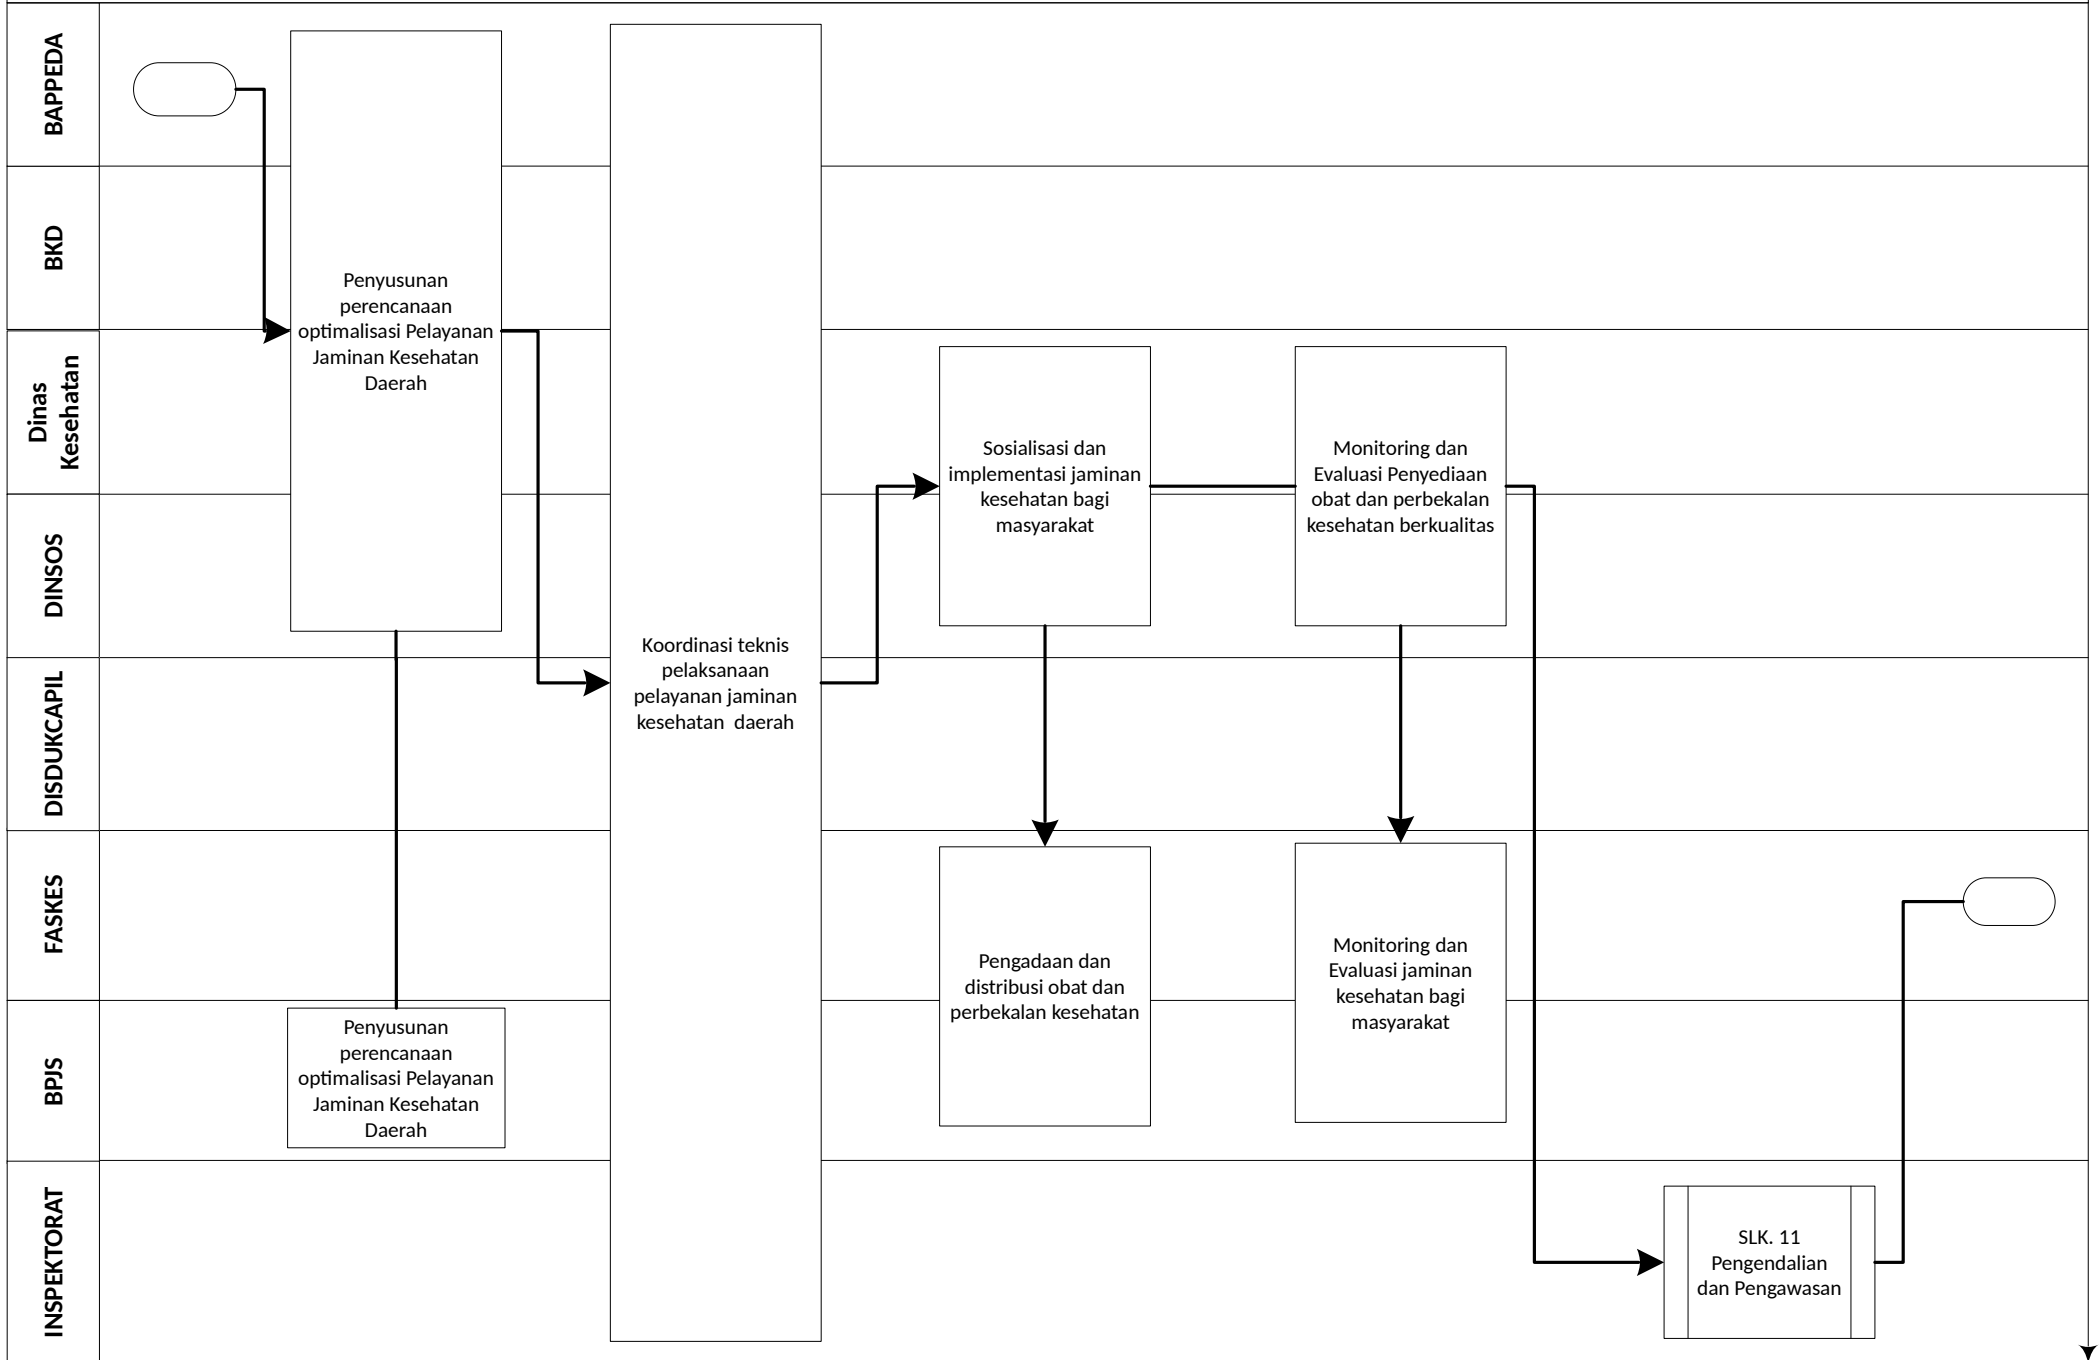 BAPPEDA
BKD
Dinas
Kesehatan
DINSOS
DISDUKCAPIL
FASKES
BPJS
INSPEKTORAT
Penyusunan
perencanaan
optimalisasi Pelayanan
Jaminan Kesehatan
Daerah
Penyusunan
perencanaan
optimalisasi Pelayanan
Jaminan Kesehatan
Daerah
Koordinasi teknis
pelaksanaan
pelayanan jaminan
kesehatan  daerah
Sosialisasi dan
implementasi jaminan
kesehatan bagi
masyarakat
Pengadaan dan
distribusi obat dan
perbekalan kesehatan
Monitoring dan
Evaluasi Penyediaan
obat dan perbekalan
kesehatan berkualitas
Monitoring dan
Evaluasi jaminan
kesehatan bagi
masyarakat
SLK. 11
Pengendalian
dan Pengawasan